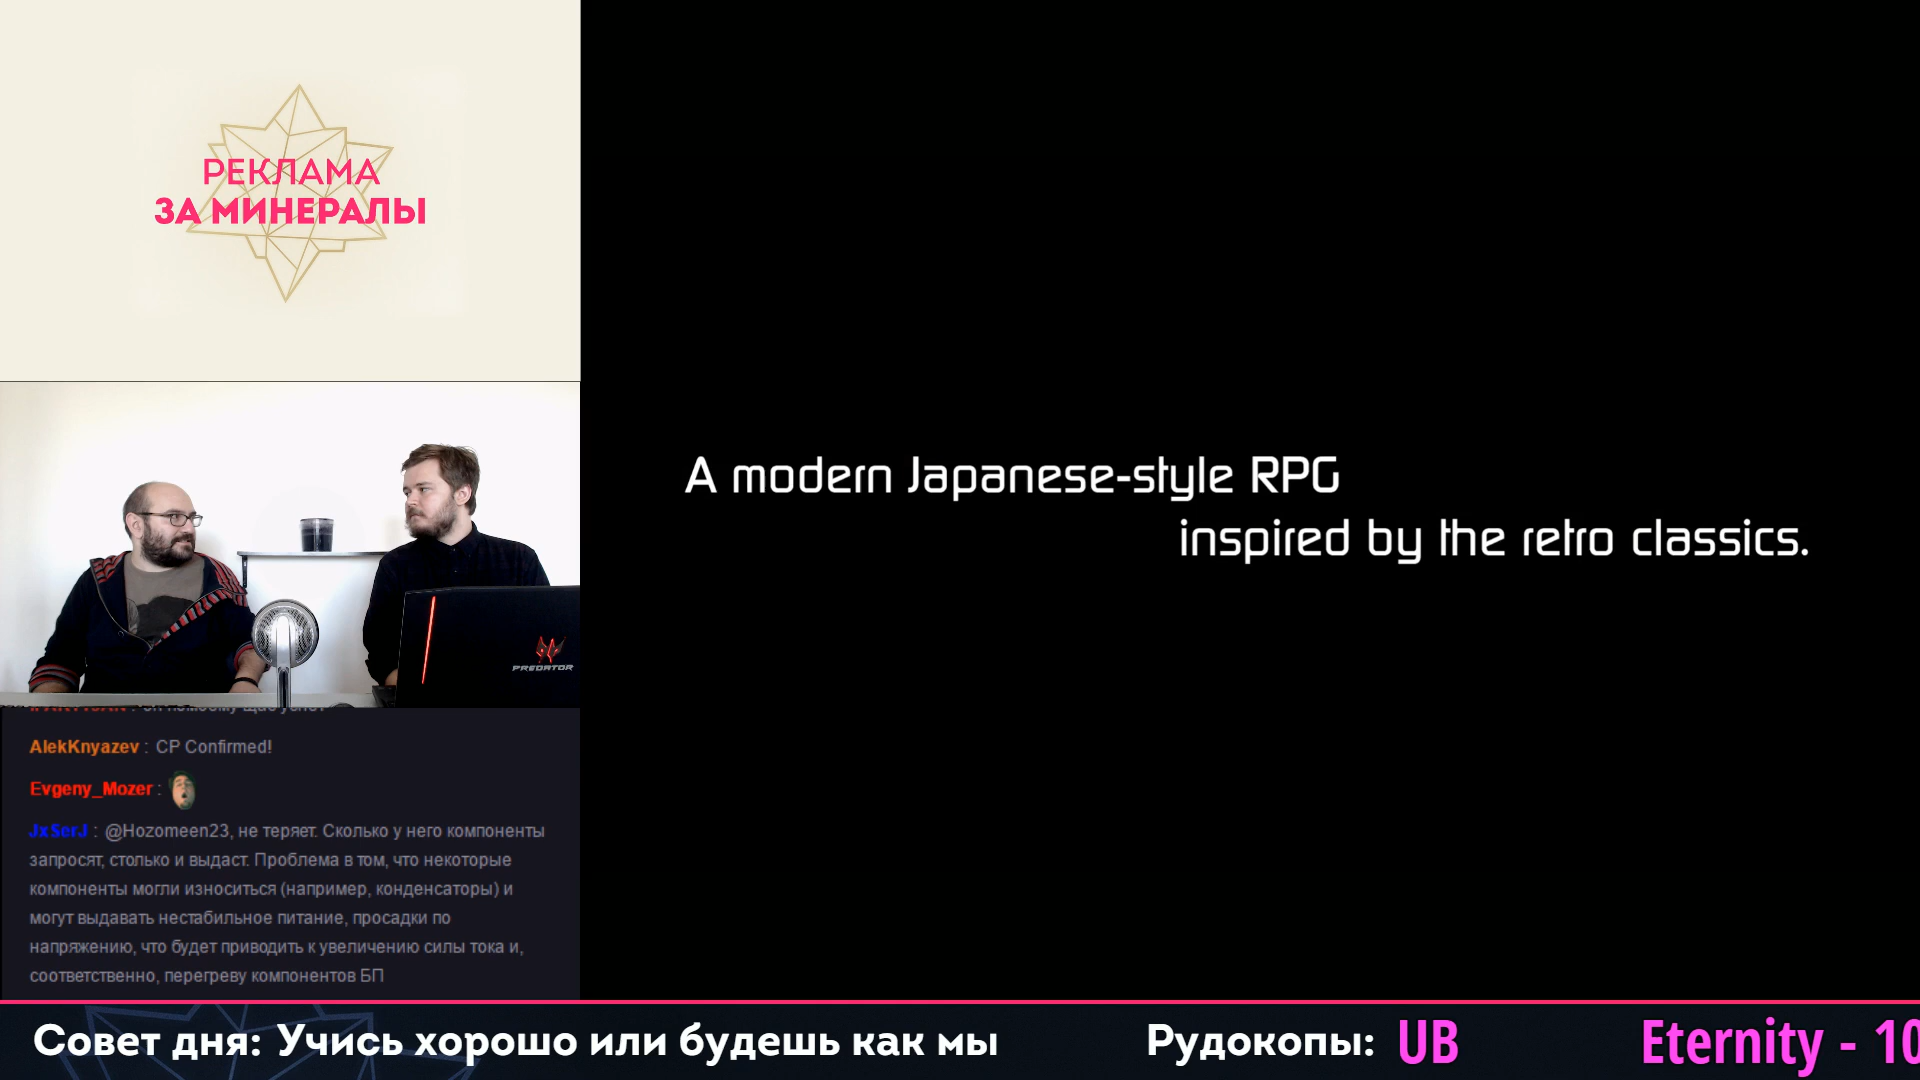 РЕКЛАМА
ЗА МИНЕРАЛЫ
A modern Japanese-style RPG
inspired by the retro classics.
PREDATOR
AlekKnyazev : CP Confirmed!
Evgeny_Mozer :
JxSerJ : @Hozomeen23, не теряет. Сколько у него компоненты
запросят, столько и выдаст. Проблема в том, что некоторые
компоненты могли износиться (например, конденсаторы) и
могут выдавать нестабильное питание, просадки по
напряжению, что будет приводить к увеличению силы тока и,
соответственно, перегреву компонентов БП
Совет дня: Учись хорошо или будешь как мы Рудокопы: UB Eternity - 10